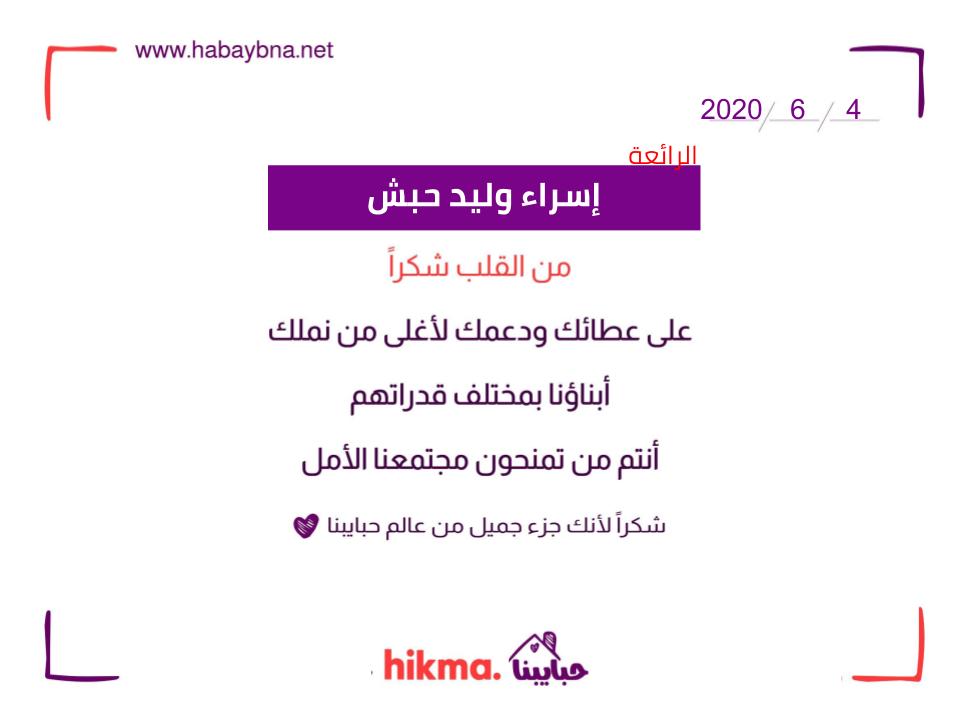 www.habaybna.net
2020/ 6 / 4
الرائعة
إسراء وليد حبش
من القلب شكراً
على عطائك ودعمك لأغلى من نملك
أبناؤنا بمختلف قدراتهم
أنتم من تمنحون مجتمعنا الأمل
شكراً لأنك جزء جميل من عالم حبايبنا
hikma. حبايبنا